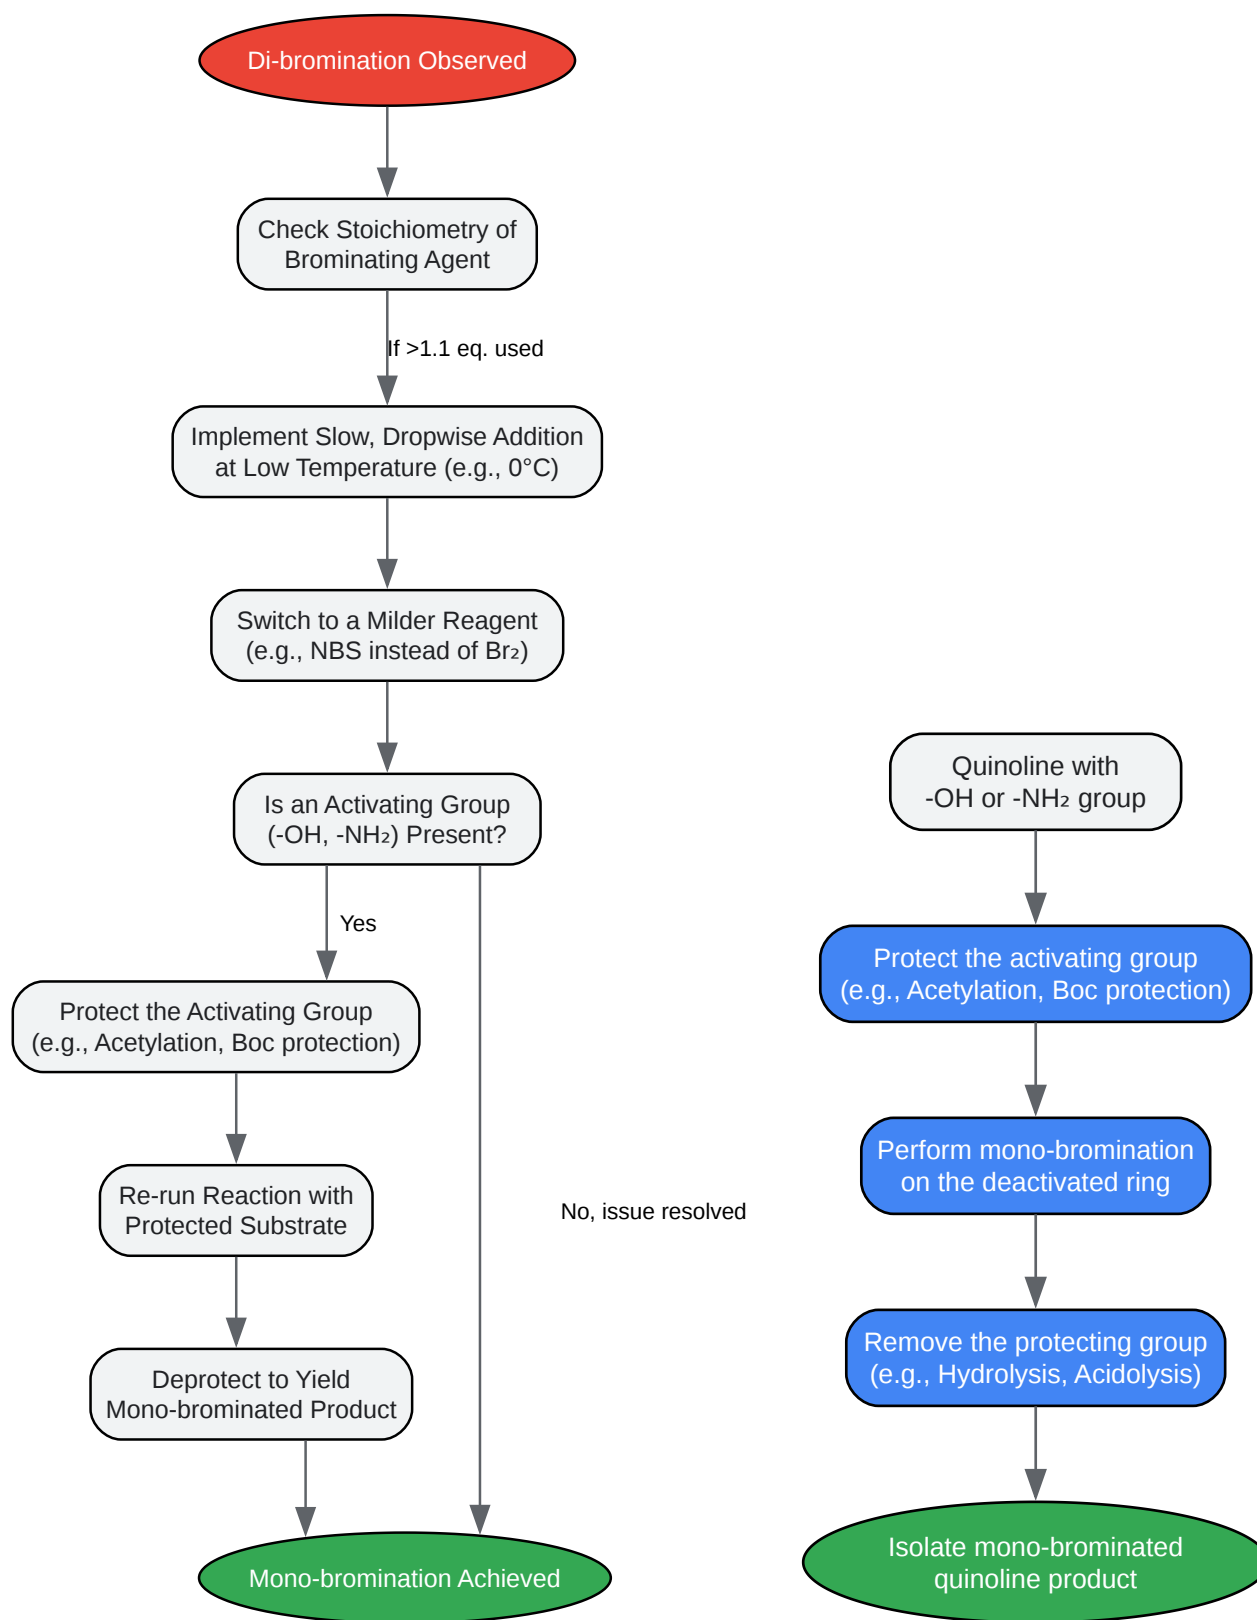 Di-bromination Observed
Check Stoichiometry of
Brominating Agent
If >1.1 eq. used
Implement Slow, Dropwise Addition
at Low Temperature (e.g., 0°C)
Switch to a Milder Reagent
(e.g., NBS instead of Br₂)
Is an Activating Group
(-OH, -NH₂) Present?
Yes
Protect the Activating Group
(e.g., Acetylation, Boc protection)
Re-run Reaction with
Protected Substrate
No, issue resolved
Deprotect to Yield
Mono-brominated Product
Mono-bromination Achieved
Quinoline with
-OH or -NH₂ group
Protect the activating group
(e.g., Acetylation, Boc protection)
Perform mono-bromination
on the deactivated ring
Remove the protecting group
(e.g., Hydrolysis, Acidolysis)
Isolate mono-brominated
quinoline product